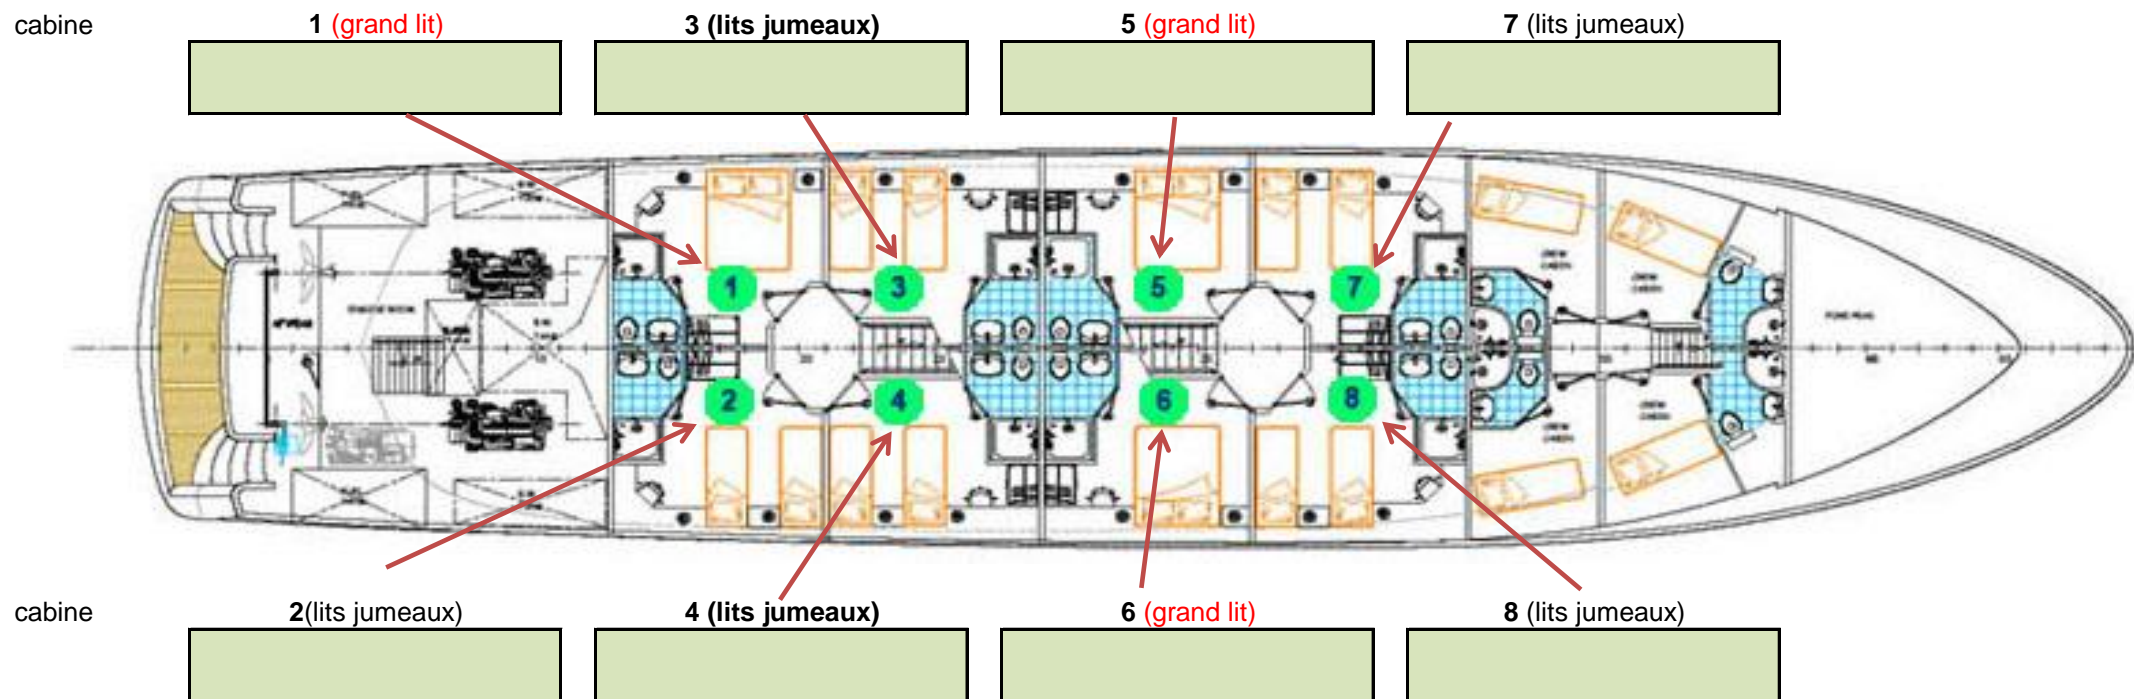 cabine 1 (grand lit) 3 (lits jumeaux) 5 (grand lit) 7 (lits jumeaux)
1 3 5 7
2 4 6 8
cabine 2(lits jumeaux) 4 (lits jumeaux) 6 (grand lit) 8 (lits jumeaux)